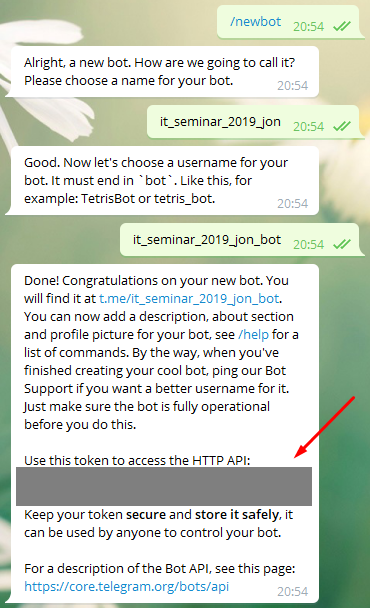 /newbot
20:54
Alright, a new bot. How are we going to call it?
Please choose a name for your bot.
20:54
it_seminar_2019_jon
20:54
Good. Now let's choose a username for your
bot. It must end in `bot`. Like this, for
example: TetrisBot or tetris_bot.
20:54
it_seminar_2019_jon_bot
20:54
Done! Congratulations on your new bot. You
will find it at t.me/it_seminar_2019_jon_bot.
You can now add a description, about section
and profile picture for your bot, see /help for a
list of commands. By the way, when you've
finished creating your cool bot, ping our Bot
Support if you want a better username for it.
Just make sure the bot is fully operational
before you do this.
Use this token to access the HTTP API:
Keep your token secure and store it safely, it
can be used by anyone to control your bot.
For a description of the Bot API, see this page:
https://core.telegram.org/bots/api
20:54